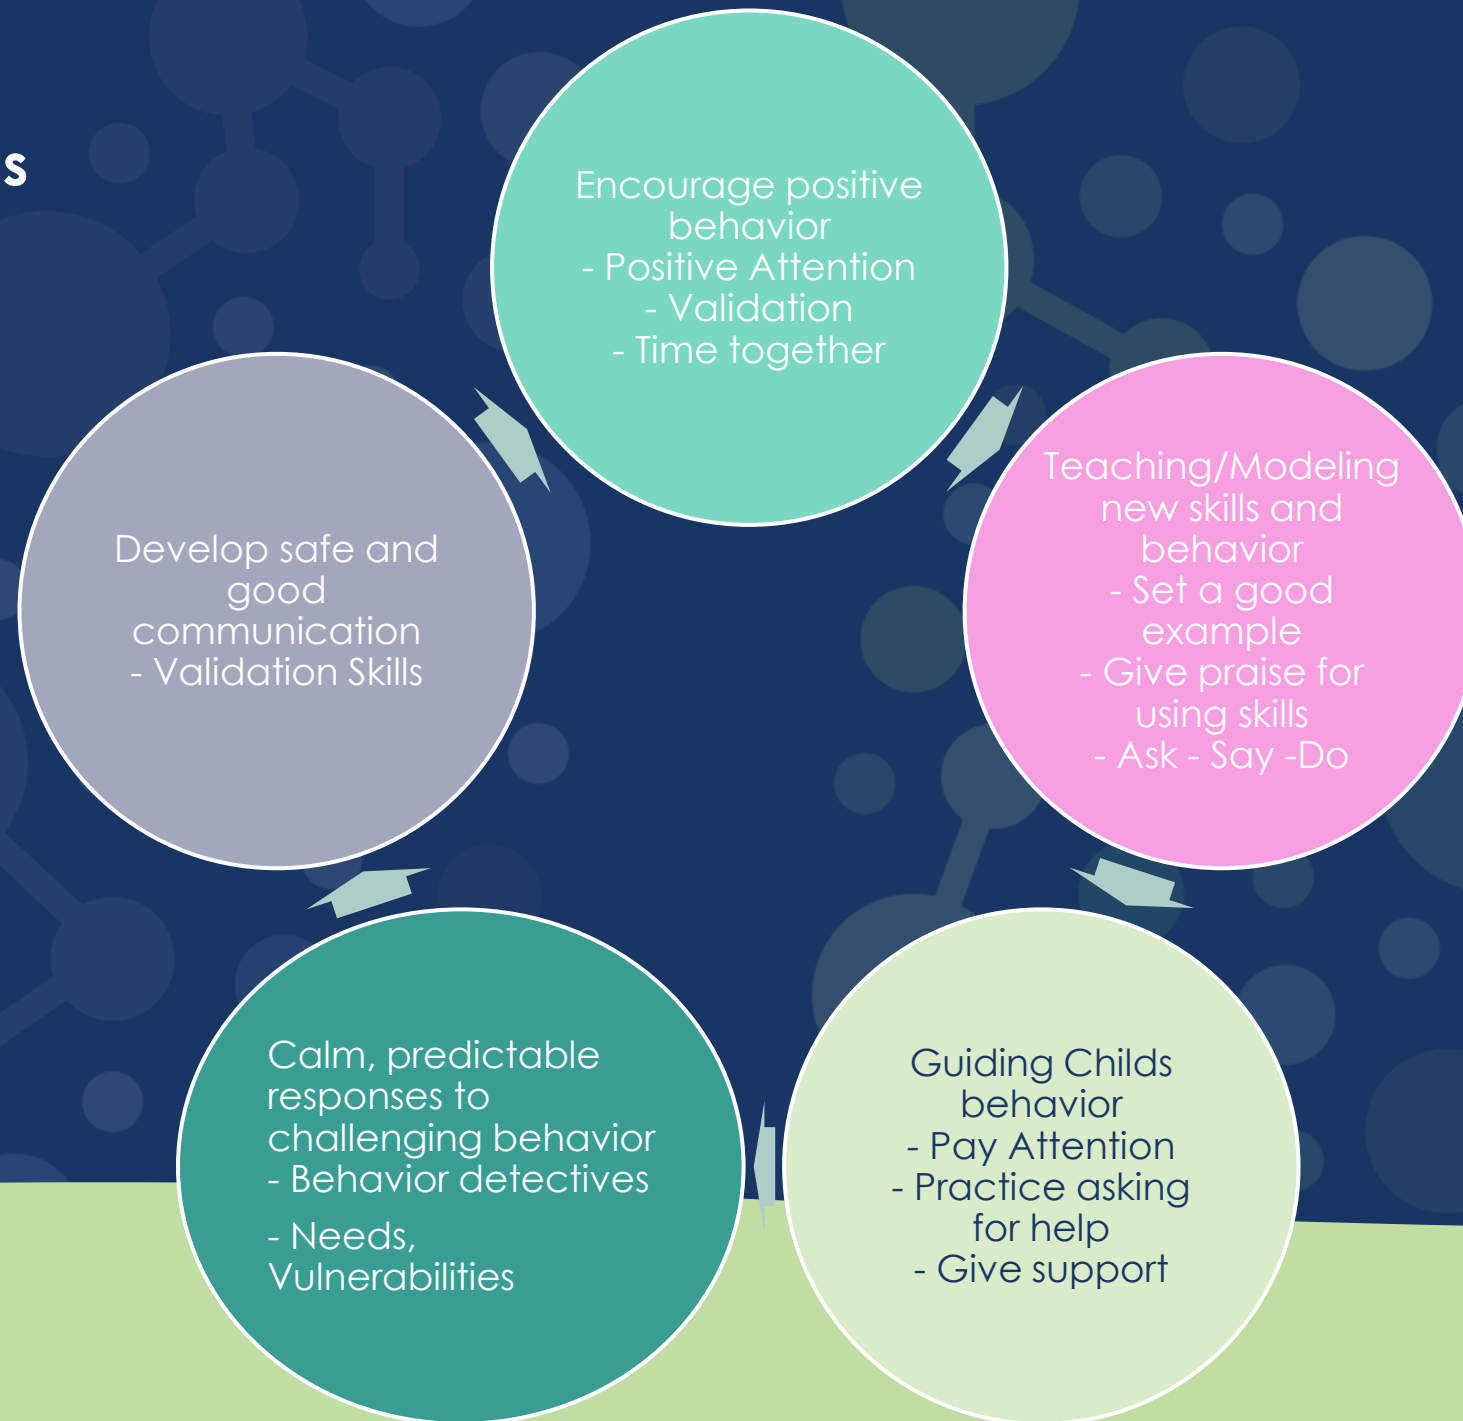 s
Encourage positive
behavior
- Positive Attention
- Validation
- Time together
Teaching/Modeling
new skills and
behavior
- Set a good
example
- Give praise for
using skills
- Ask - Say -Do
Guiding Childs
behavior
- Pay Attention
- Practice asking
for help
- Give support
Calm, predictable
responses to
challenging behavior
- Behavior detectives
- Needs,
Vulnerabilities
Develop safe and
good
communication
- Validation Skills